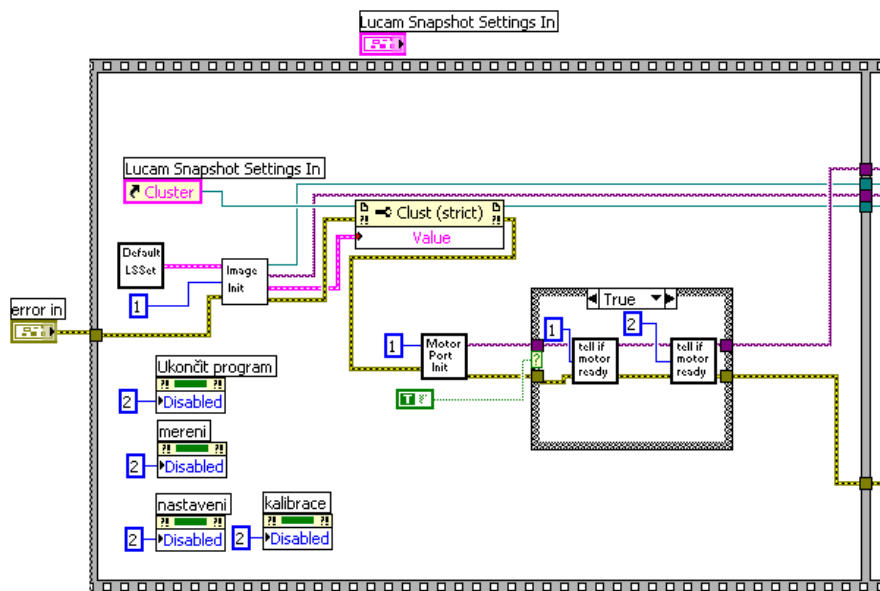 Lucam Snapshot Settings In
Lucam Snapshot Settings In
Cluster
Clust (strict)
Value
Default
LSSet
Image
Init
1
error in
True
1
2
1
Motor
Port
Init
tell if
motor
ready
tell if
motor
ready
?
T
Ukončit program
2
Disabled
mereni
2
Disabled
nastaveni
2
Disabled
kalibrace
2
Disabled